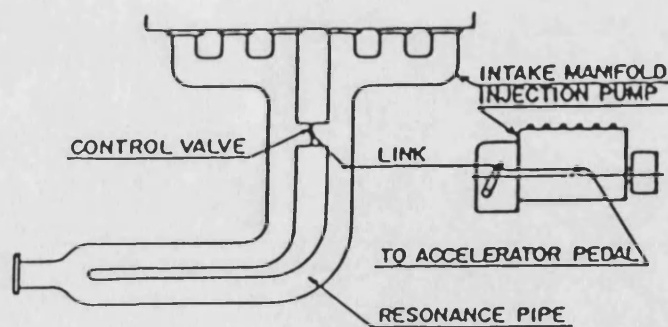 INTAKE MANIFOLD
INJECTION PUMP
CONTROL VALVE
LINK
TO ACCELERATOR PEDAL
RESONANCE PIPE